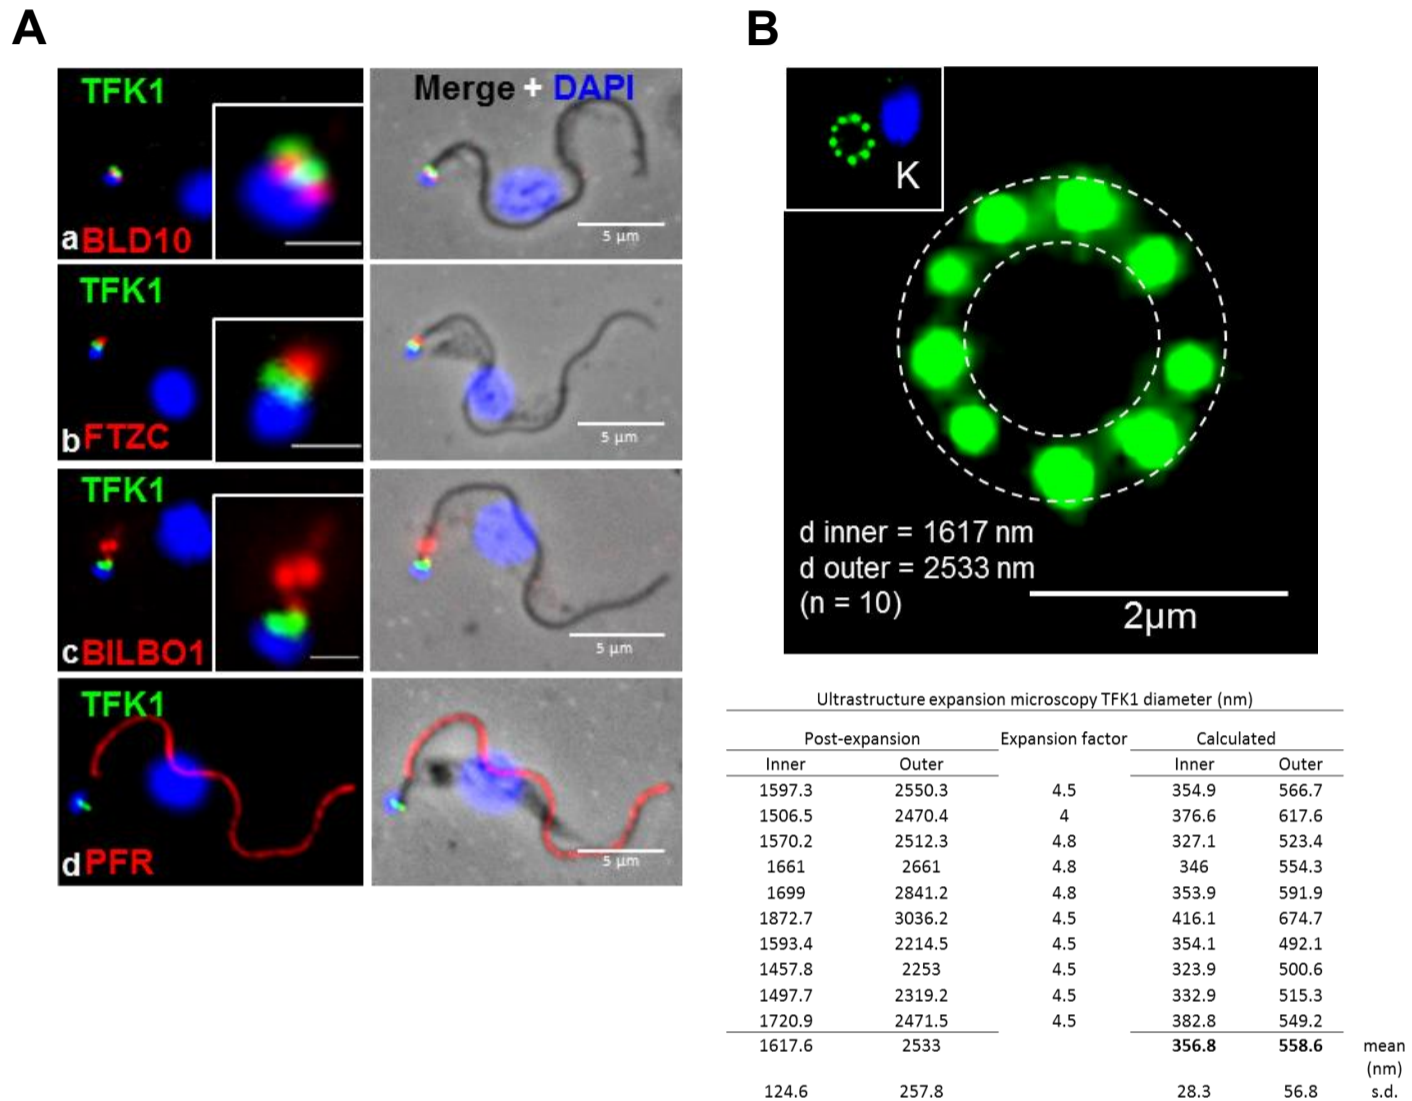 A
TFK1
aBLD10
Merge + DAPI
5 µm
TFK1
bFTZC
5 µm
TFK1
cBILBO1
5 µm
TFK1
dPFR
5 µm
B
K
d inner = 1617 nm
d outer = 2533 nm
(n = 10)
2µm
Ultrastructure expansion microscopy TFK1 diameter (nm)
Post-expansion Expansion factor Calculated
Inner Outer Inner Outer
1597.3 2550.3 4.5 354.9 566.7
1506.5 2470.4 4 376.6 617.6
1570.2 2512.3 4.8 327.1 523.4
1661 2661 4.8 346 554.3
1699 2841.2 4.8 353.9 591.9
1872.7 3036.2 4.5 416.1 674.7
1593.4 2214.5 4.5 354.1 492.1
1457.8 2253 4.5 323.9 500.6
1497.7 2319.2 4.5 332.9 515.3
1720.9 2471.5 4.5 382.8 549.2
1617.6 2533 356.8 558.6 mean
(nm)
124.6 257.8 28.3 56.8 s.d.